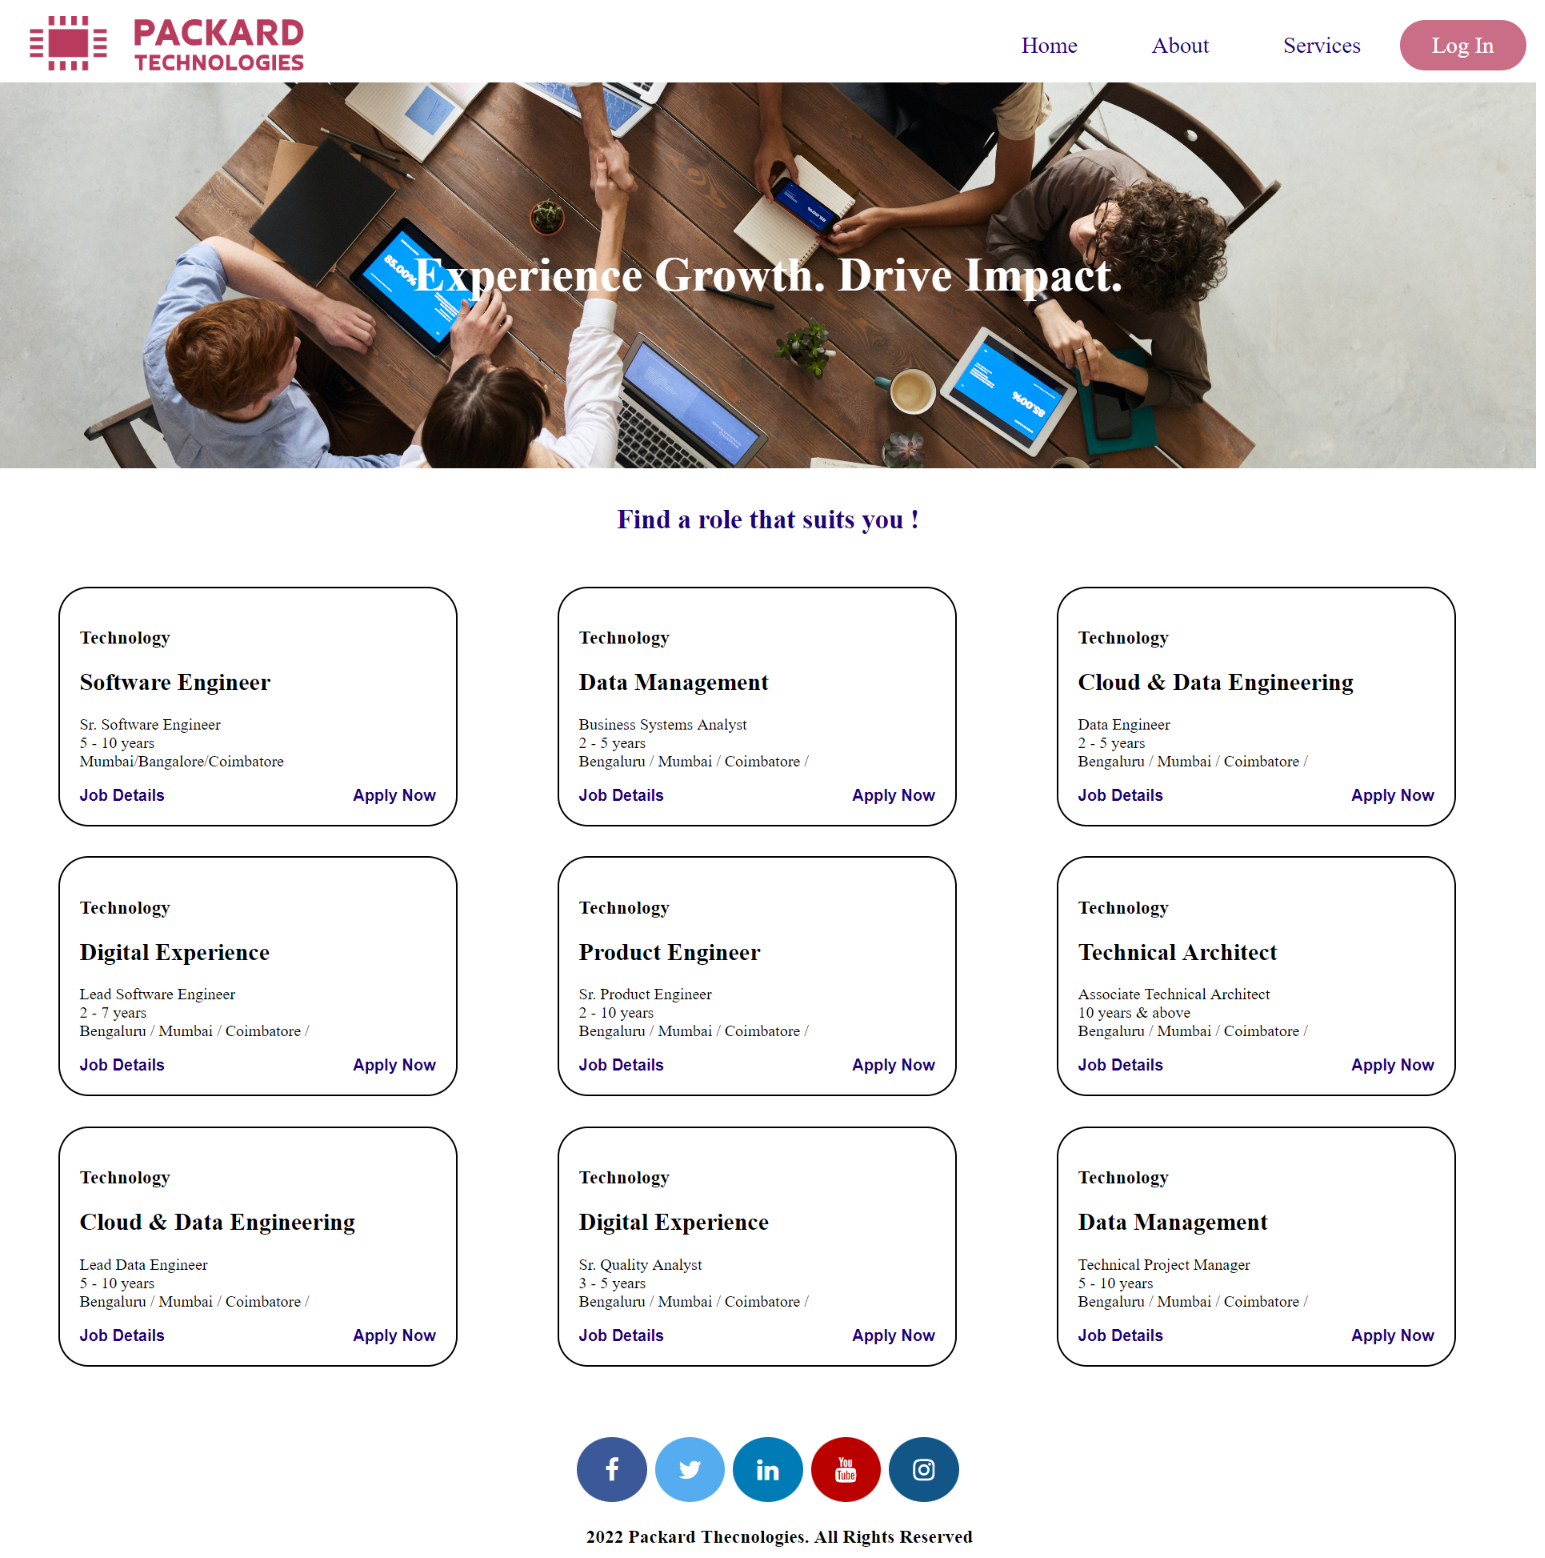 PACKARD
TECHNOLOGIES
Home About Services Log In
85.00%
Experience Growth. Drive Impact.
85.00%
Find a role that suits you !
Technology
Software Engineer
Sr. Software Engineer
5 - 10 years
Mumbai/Bangalore/Coimbatore
Job Details Apply Now
Technology
Data Management
Business Systems Analyst
2 - 5 years
Bengaluru / Mumbai / Coimbatore /
Job Details Apply Now
Technology
Cloud & Data Engineering
Data Engineer
2 - 5 years
Bengaluru / Mumbai / Coimbatore /
Job Details Apply Now
Technology
Digital Experience
Lead Software Engineer
2 - 7 years
Bengaluru / Mumbai / Coimbatore /
Job Details Apply Now
Technology
Product Engineer
Sr. Product Engineer
2 - 10 years
Bengaluru / Mumbai / Coimbatore /
Job Details Apply Now
Technology
Technical Architect
Associate Technical Architect
10 years & above
Bengaluru / Mumbai / Coimbatore /
Job Details Apply Now
Technology
Cloud & Data Engineering
Lead Data Engineer
5 - 10 years
Bengaluru / Mumbai / Coimbatore /
Job Details Apply Now
Technology
Digital Experience
Sr. Quality Analyst
3 - 5 years
Bengaluru / Mumbai / Coimbatore /
Job Details Apply Now
Technology
Data Management
Technical Project Manager
5 - 10 years
Bengaluru / Mumbai / Coimbatore /
Job Details Apply Now
f in You
Tube
2022 Packard Thecnologies. All Rights Reserved